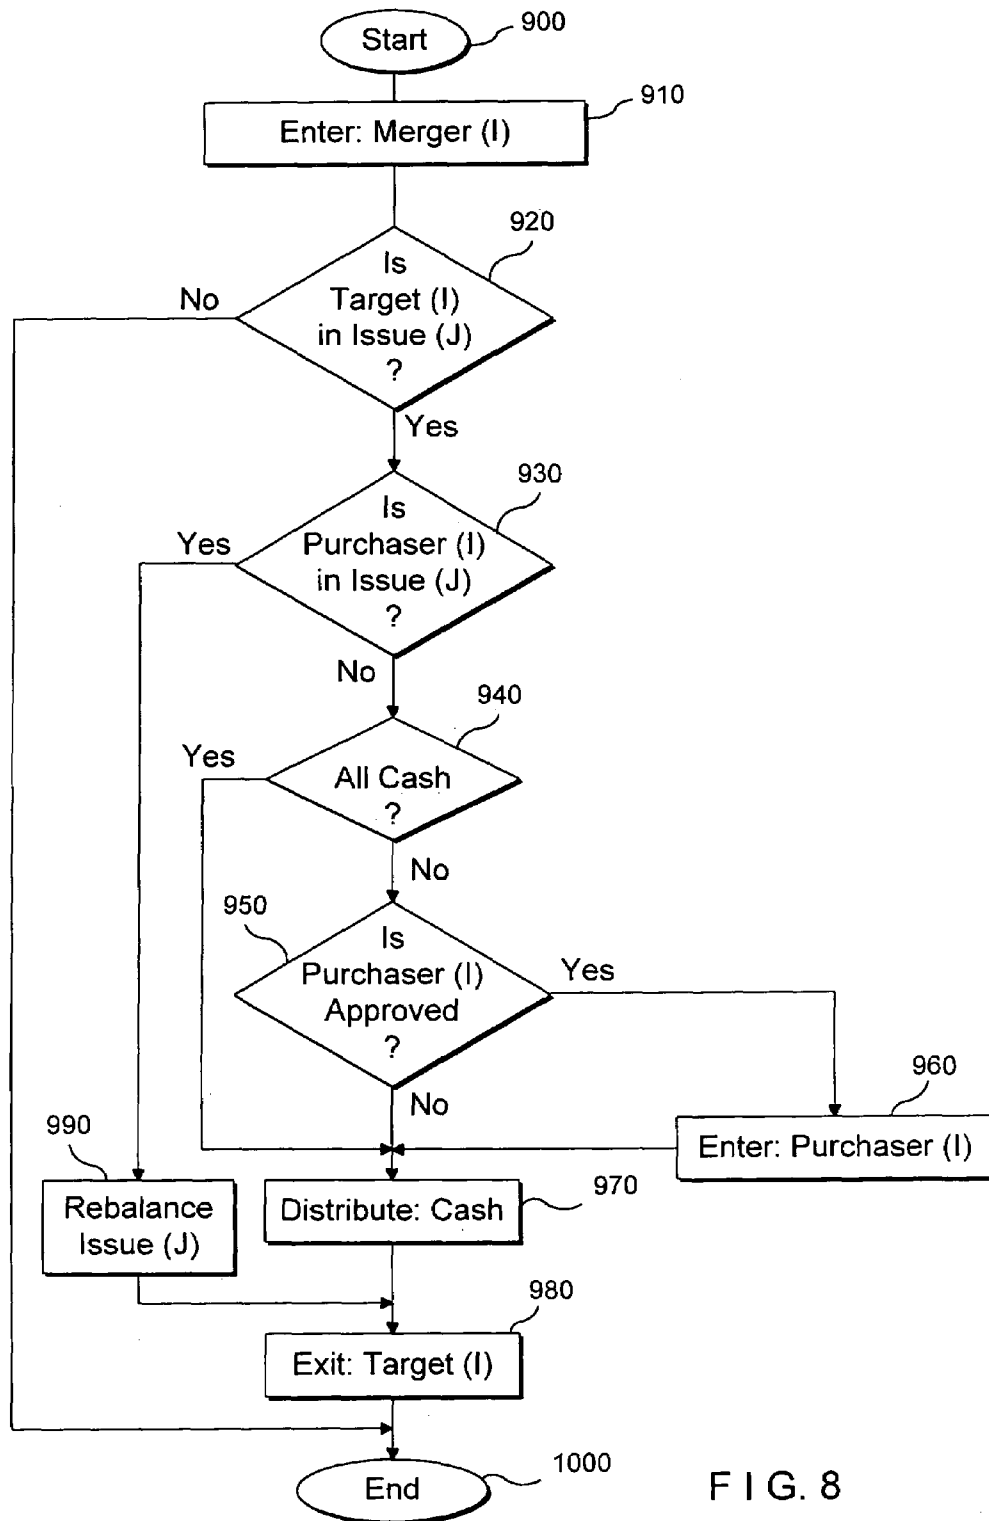 Start
900
Enter: Merger (I)
910
Is
Target (I)
in Issue (J)
?
920
No
Yes
Is
Purchaser (I)
in Issue (J)
?
930
Yes
No
All Cash
?
940
Yes
No
Is
Purchaser (I)
Approved
?
950
Yes
No
Enter: Purchaser (I)
960
Rebalance
Issue (J)
990
Distribute: Cash
970
Exit: Target (I)
980
End
1000
F I G. 8